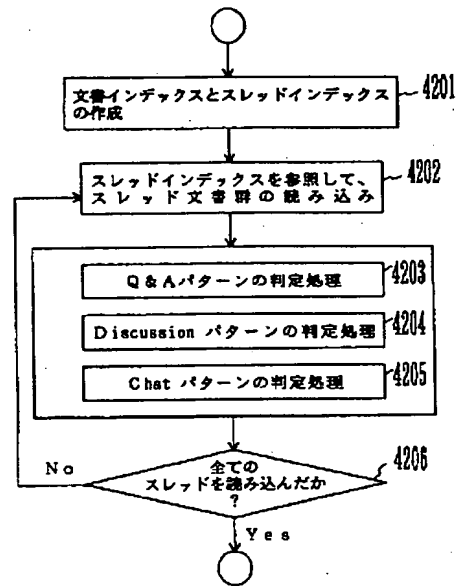 文書インデックスとスレッドインデックス
の作成
4201
スレッドインデックスを参照して、
スレッド文書群の読み込み
4202
Q&Aパターンの判定処理
4203
Discussion パターンの判定処理
4204
Chat パターンの判定処理
4205
No
全ての
スレッドを読み込んだか
?
4206
Yes